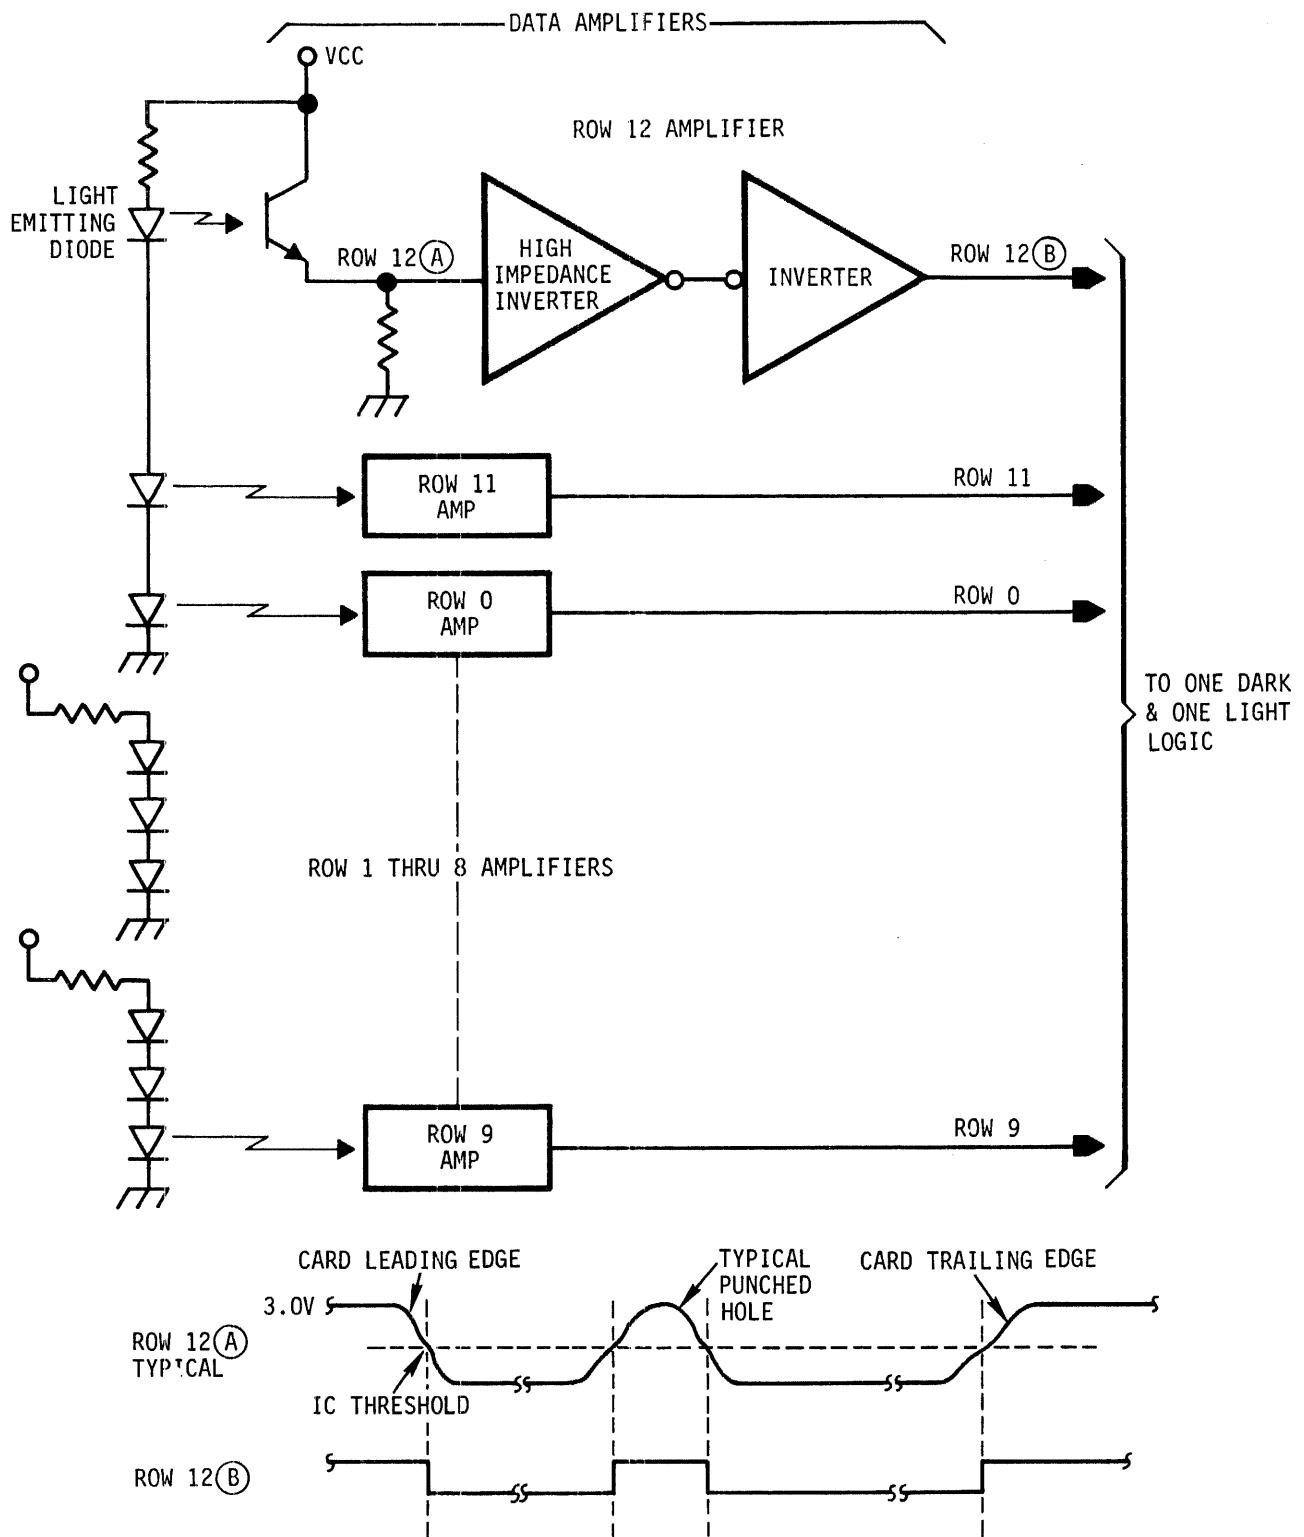 DATA AMPLIFIERS
VCC
ROW 12 AMPLIFIER
LIGHT
EMITTING
DIODE
ROW 12 A
HIGH
IMPEDANCE
INVERTER
INVERTER
ROW 12 B
ROW 11
AMP
ROW 11
ROW 0
AMP
ROW 0
TO ONE DARK
& ONE LIGHT
LOGIC
ROW 1 THRU 8 AMPLIFIERS
ROW 9
AMP
ROW 9
CARD LEADING EDGE
TYPICAL
PUNCHED
HOLE
CARD TRAILING EDGE
3.0V
ROW 12 A
TYPICAL
IC THRESHOLD
ROW 12 B